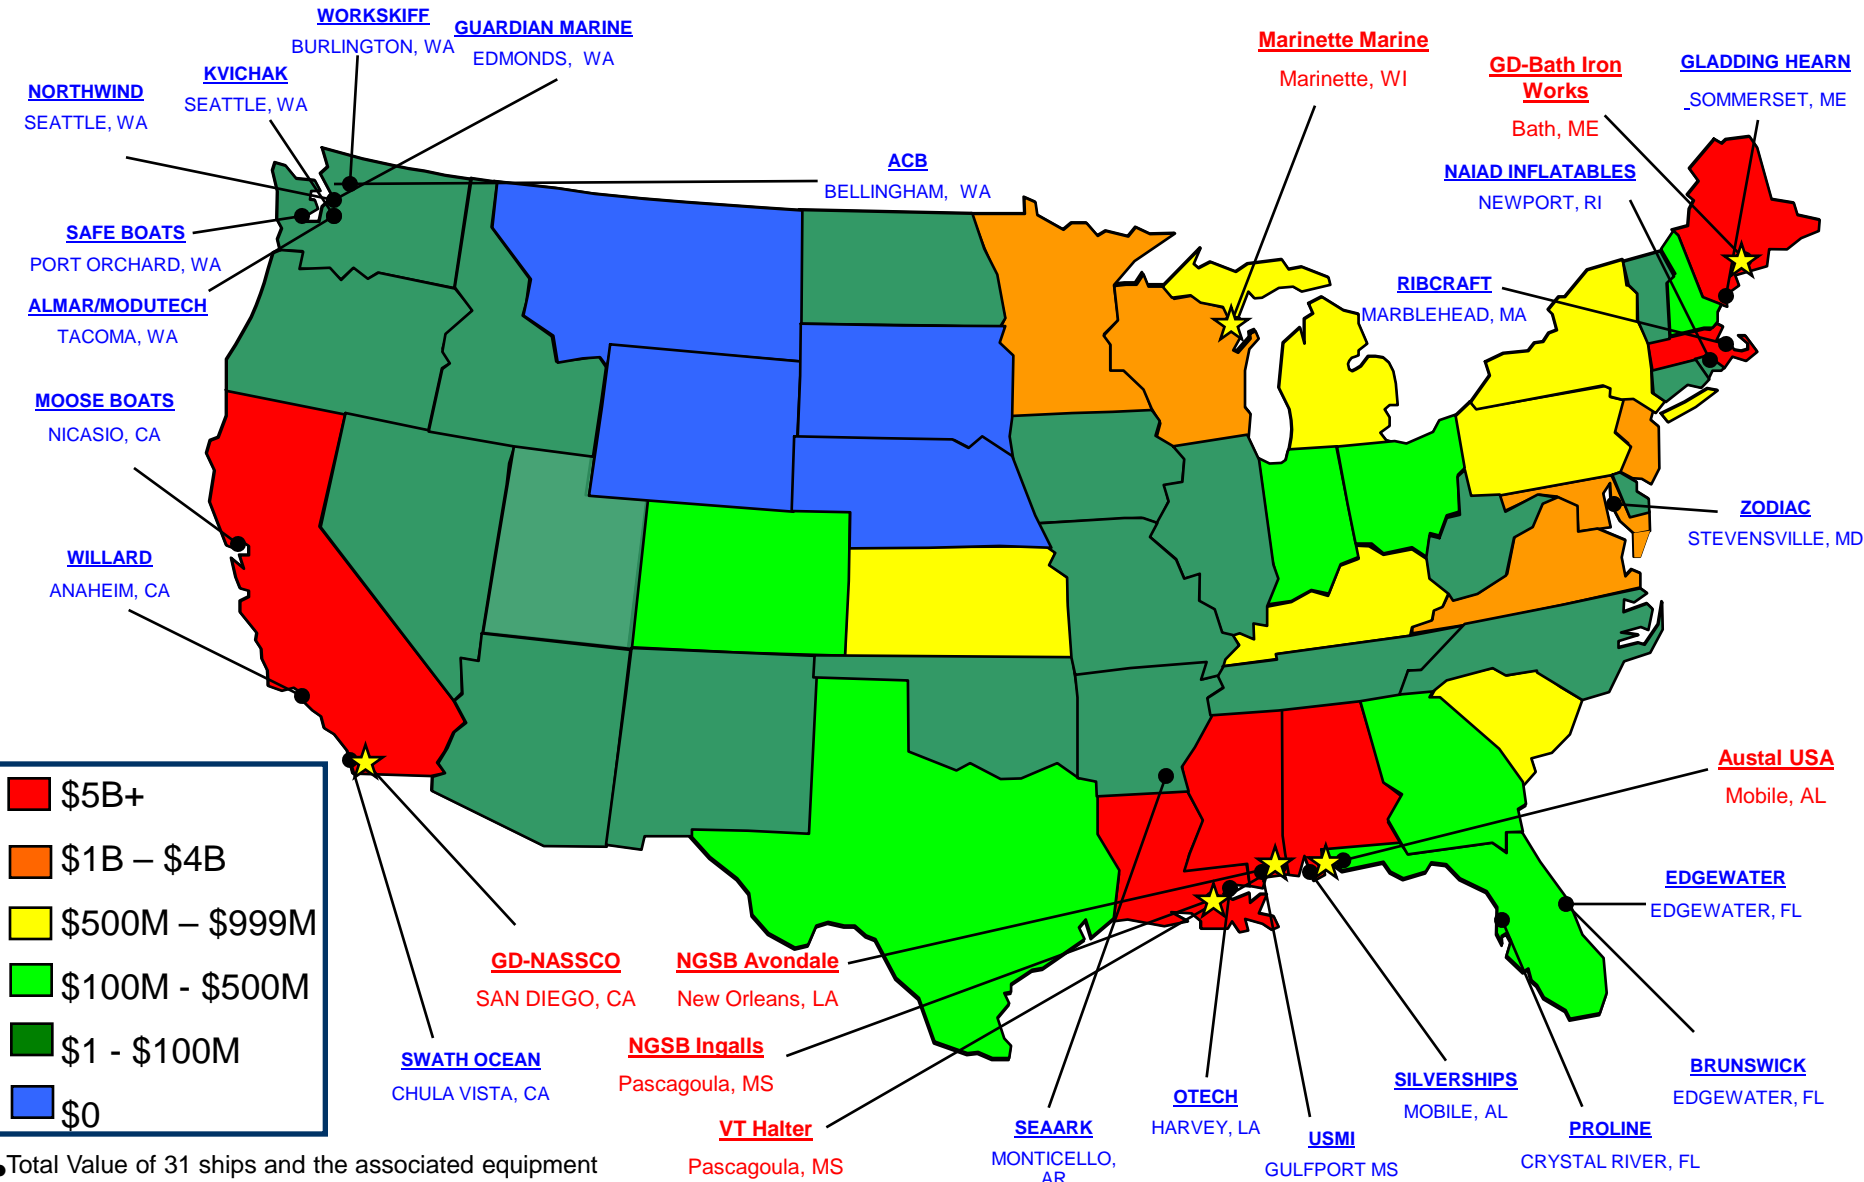 WORKSKIFF
BURLINGTON, WA
GUARDIAN MARINE
EDMONDS, WA
KVICHAK
SEATTLE, WA
NORTHWIND
SEATTLE, WA
ACB
BELLINGHAM, WA
SAFE BOATS
PORT ORCHARD, WA
ALMAR/MODUTECH
TACOMA, WA
MOOSE BOATS
NICASIO, CA
WILLARD
ANAHEIM, CA
Marinette Marine
Marinette, WI
GD-Bath Iron
Works
Bath, ME
GLADDING HEARN
_SOMMERSET, ME
NAIAD INFLATABLES
NEWPORT, RI
RIBCRAFT
MARBLEHEAD, MA
ZODIAC
STEVENSVILLE, MD
Austal USA
Mobile, AL
EDGEWATER
EDGEWATER, FL
BRUNSWICK
EDGEWATER, FL
PROLINE
CRYSTAL RIVER, FL
SILVERSHIPS
MOBILE, AL
USMI
GULFPORT MS
OTECH
HARVEY, LA
SEAARK
MONTICELLO,
AR
GD-NASSCO
SAN DIEGO, CA
NGSB Avondale
New Orleans, LA
NGSB Ingalls
Pascagoula, MS
VT Halter
Pascagoula, MS
SWATH OCEAN
CHULA VISTA, CA
$5B+
$1B – $4B
$500M – $999M
$100M - $500M
$1 - $100M
$0
•Total Value of 31 ships and the associated equipment